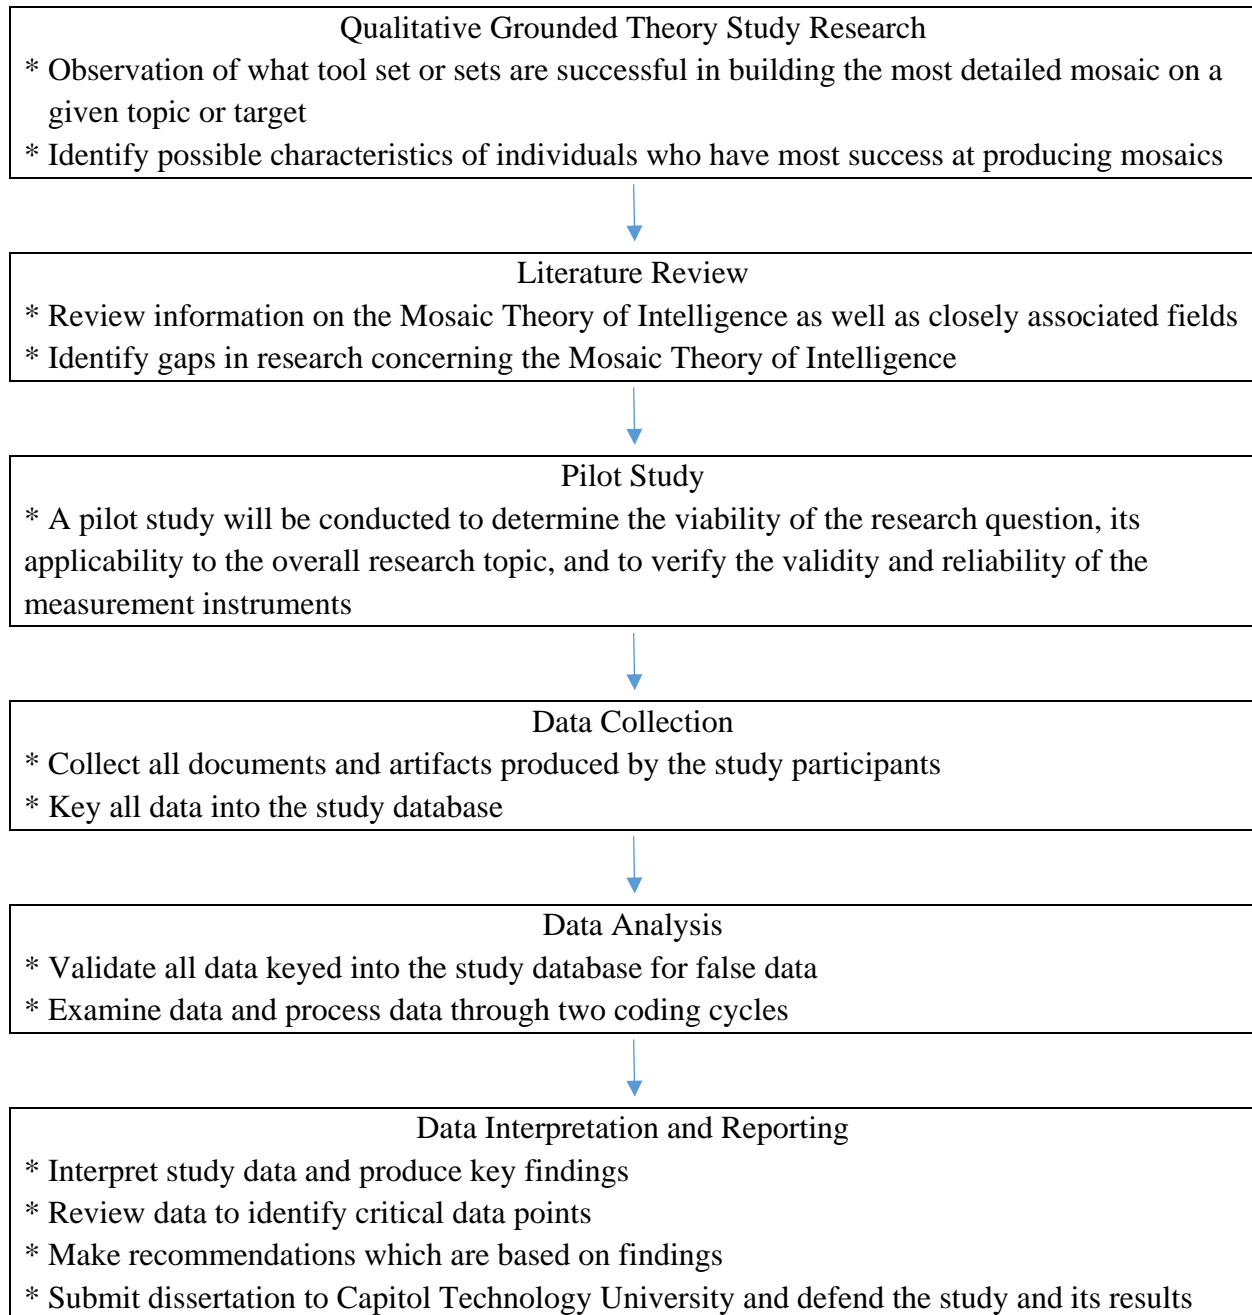 Qualitative Grounded Theory Study Research
* Observation of what tool set or sets are successful in building the most detailed mosaic on a
given topic or target
* Identify possible characteristics of individuals who have most success at producing mosaics
Literature Review
* Review information on the Mosaic Theory of Intelligence as well as closely associated fields
* Identify gaps in research concerning the Mosaic Theory of Intelligence
Pilot Study
* A pilot study will be conducted to determine the viability of the research question, its
applicability to the overall research topic, and to verify the validity and reliability of the
measurement instruments
Data Collection
* Collect all documents and artifacts produced by the study participants
* Key all data into the study database
Data Analysis
* Validate all data keyed into the study database for false data
* Examine data and process data through two coding cycles
Data Interpretation and Reporting
* Interpret study data and produce key findings
* Review data to identify critical data points
* Make recommendations which are based on findings
* Submit dissertation to Capitol Technology University and defend the study and its results